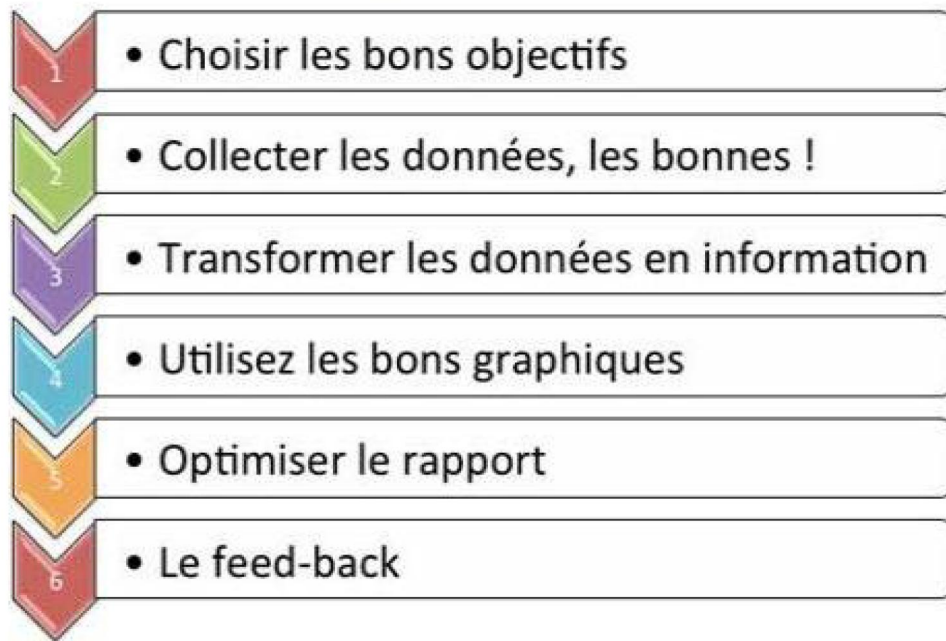 1 • Choisir les bons objectifs
2 • Collecter les données, les bonnes !
3 • Transformer les données en information
4 • Utilisez les bons graphiques
5 • Optimiser le rapport
6 • Le feed-back